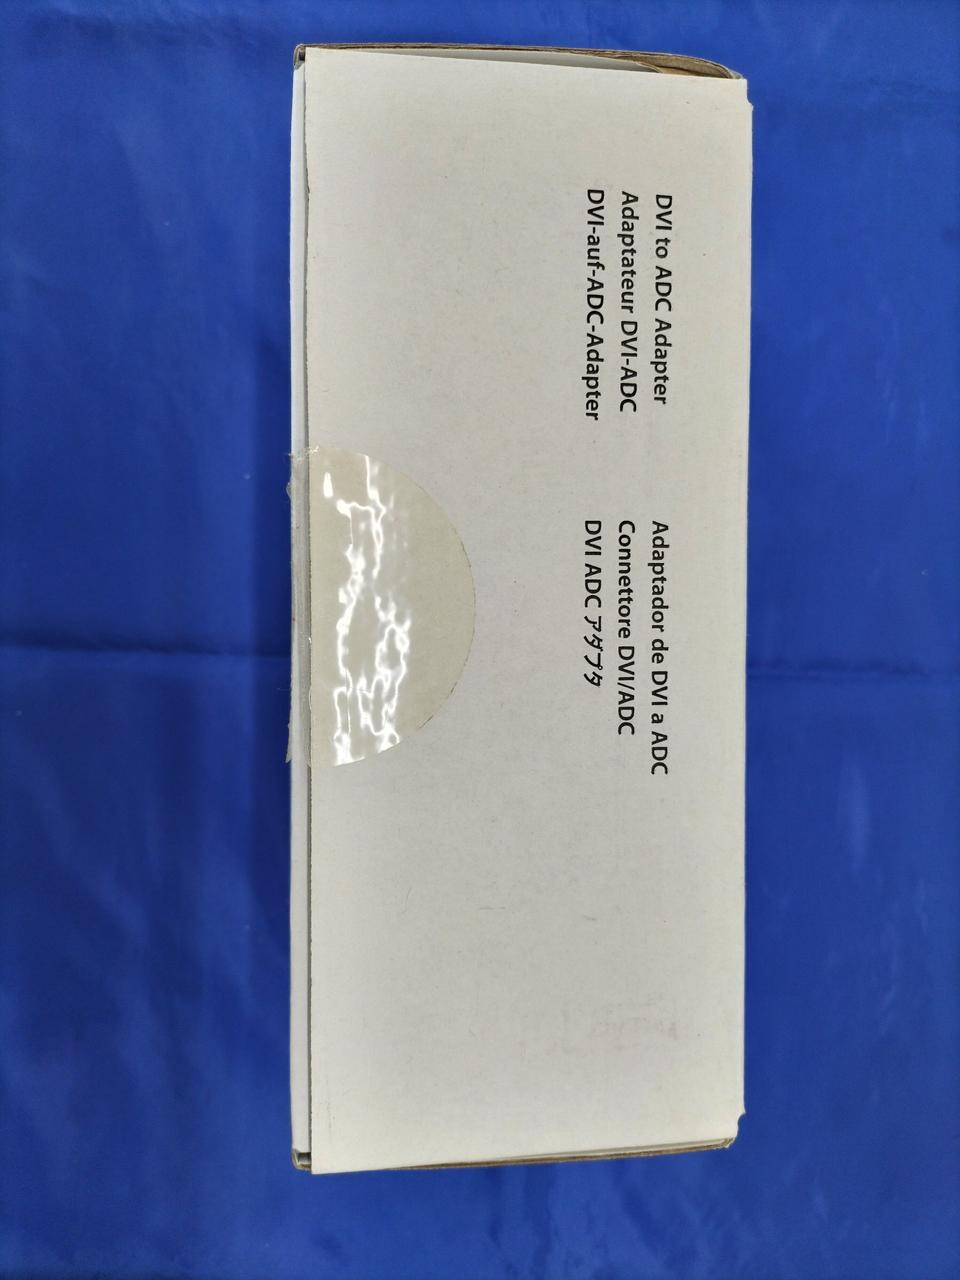 DVI to ADC Adapter
Adaptateur DVI-ADC
DVI-auf-ADC-Adapter
Adaptador de DVI a ADC
Connettore DVI/ADC
DVI ADC アダプタ